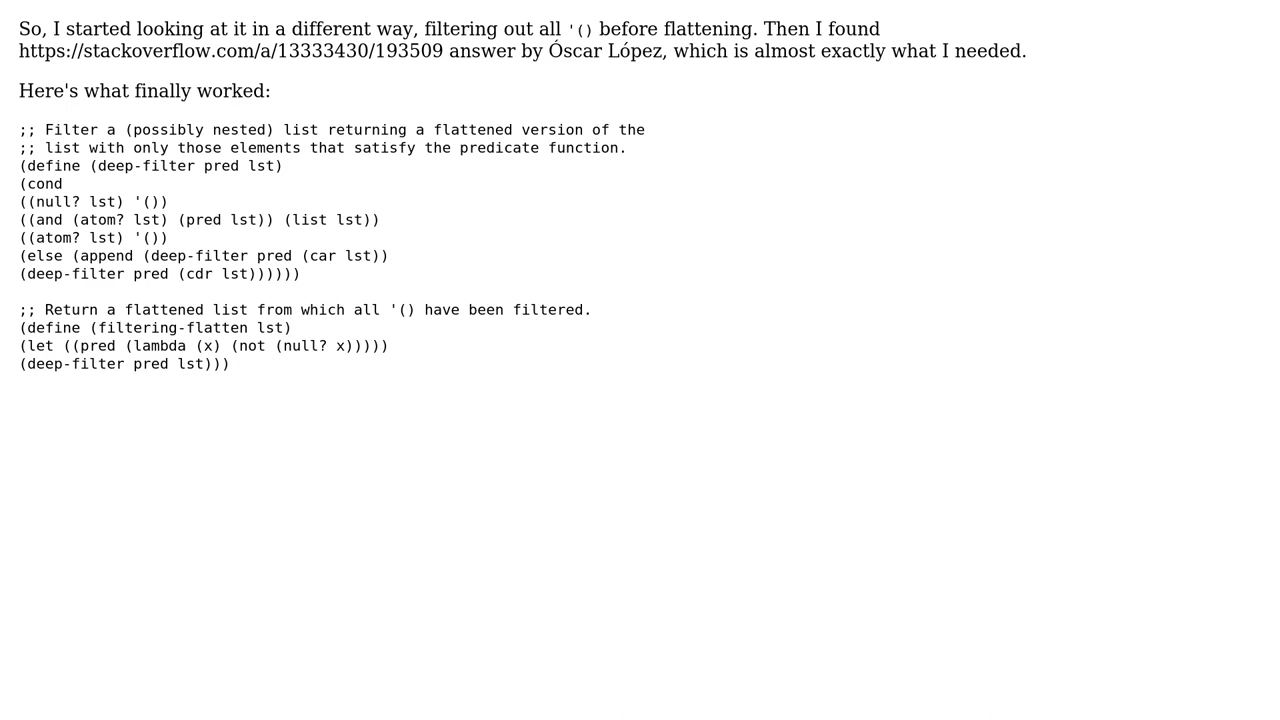 So, I started looking at it in a different way, filtering out all '() before flattening. Then I found
https://stackoverflow.com/a/13333430/193509 answer by Óscar López, which is almost exactly what I needed.
Here's what finally worked:
;; Filter a (possibly nested) list returning a flattened version of the
;; list with only those elements that satisfy the predicate function.
(define (deep-filter pred lst)
(cond
((null? lst) '())
((and (atom? lst) (pred lst)) (list lst))
((atom? lst) '())
(else (append (deep-filter pred (car lst))
(deep-filter pred (cdr lst))))))
;; Return a flattened list from which all '() have been filtered.
(define (filtering-flatten lst)
(let ((pred (lambda (x) (not (null? x)))))
(deep-filter pred lst)))